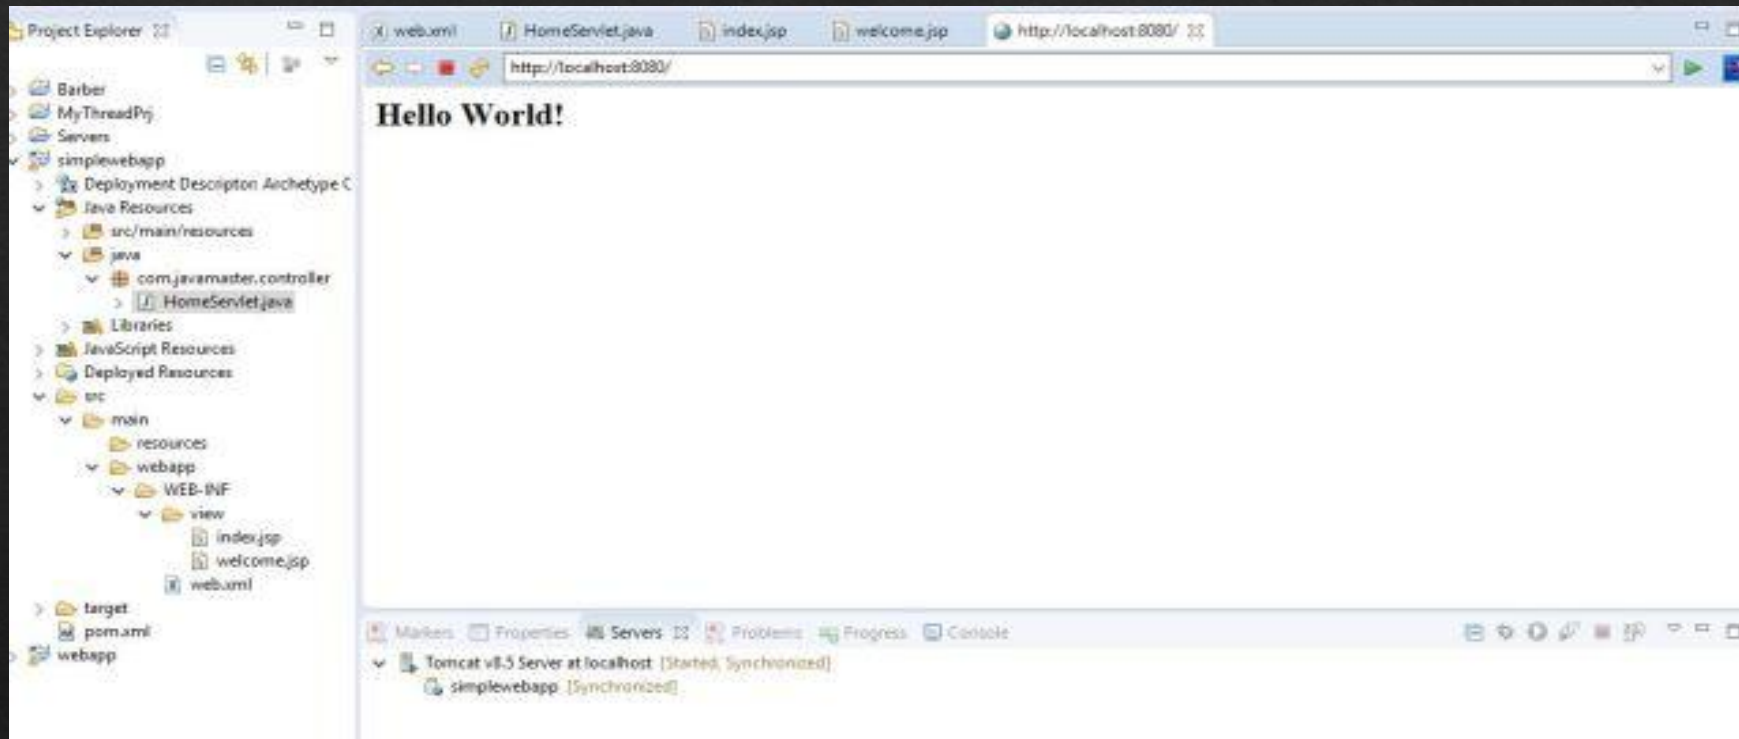 Project Explorer
web.xml HomeServlet.java index.jsp welcome.jsp http://localhost:8080/
http://localhost:8080/
Hello World!
Barber
MyThreadPrj
Servers
simplewebapp
Deployment Descriptor: Archetype C
Java Resources
src/main/resources
java
com.javamaster.controller
HomeServlet.java
Libraries
JavaScript Resources
Deployed Resources
src
main
resources
webapp
WEB-INF
view
index.jsp
welcome.jsp
web.xml
target
pom.xml
webapp
Markers Properties Servers Problems Progress Console
Tomcat v8.5 Server at localhost [Started, Synchronized]
simplewebapp [Synchronized]